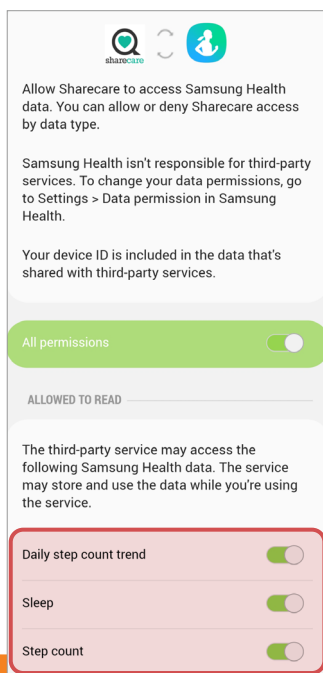 sharecare
Allow Sharecare to access Samsung Health
data. You can allow or deny Sharecare access
by data type.
Samsung Health isn't responsible for third-party
services. To change your data permissions, go
to Settings > Data permission in Samsung
Health.
Your device ID is included in the data that's
shared with third-party services.
All permissions
ALLOWED TO READ
The third-party service may access the
following Samsung Health data. The service
may store and use the data while you're using
the service.
Daily step count trend
Sleep
Step count